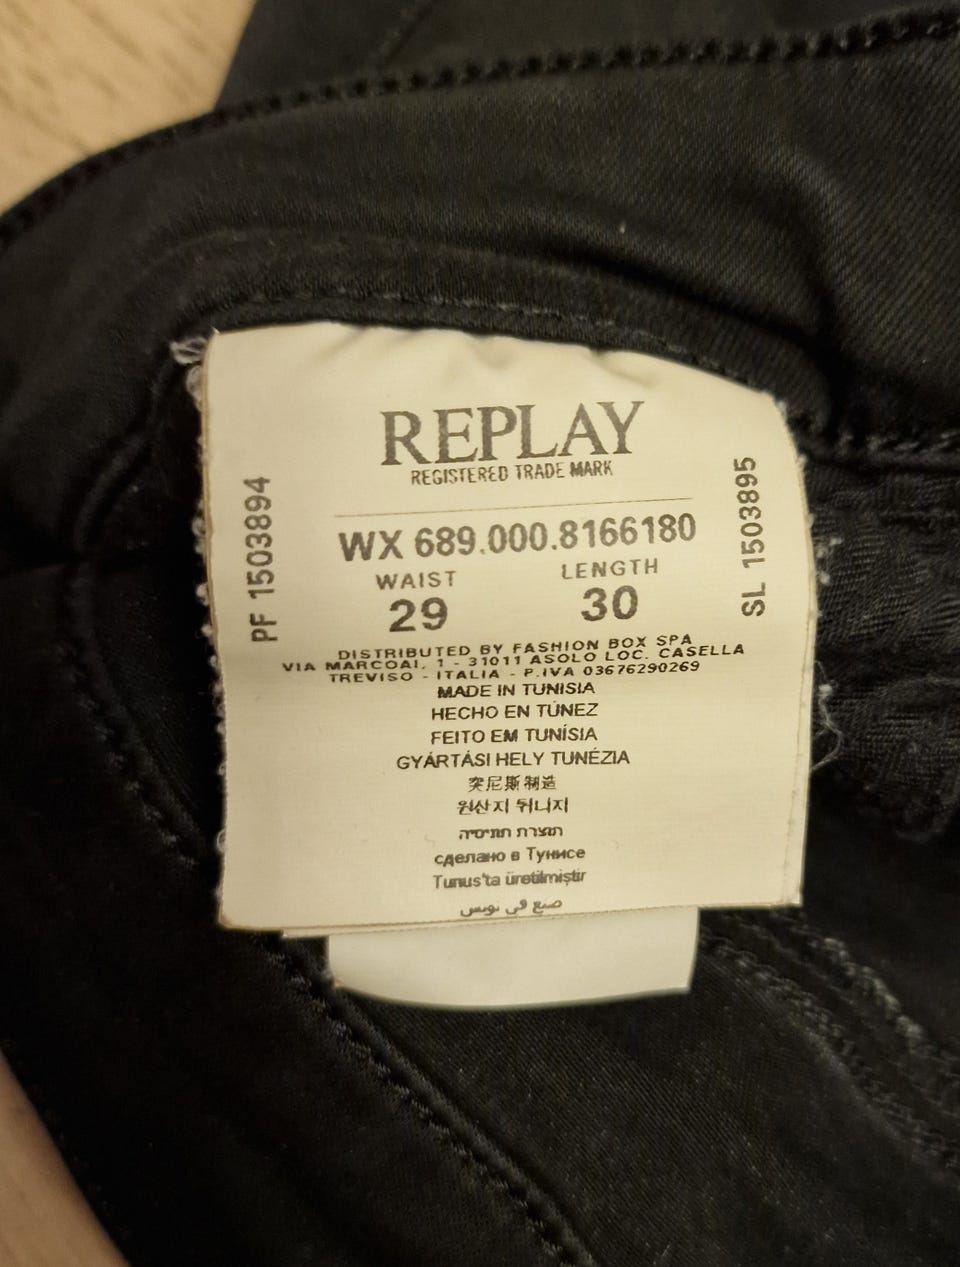 REPLAY
REGISTERED TRADE MARK
PF 1503894
SL 1503895
WX 689.000.8166180
WAIST LENGTH
29 30
DISTRIBUTED BY FASHION BOX SPA
VIA MARCOAI, 1 - 31011 ASOLO LOC. CASELLA
TREVISO - ITALIA - P.IVA 03676290269
MADE IN TUNISIA
HECHO EN TÚNEZ
FEITO EM TUNÍSIA
GYÁRTÁSI HELY TUNÉZIA
突尼斯制造
원산지 튀니지
תוצרת תוניסיה
сделано в Тунисе
Tunus'ta üretilmiştir
صنع في تونس